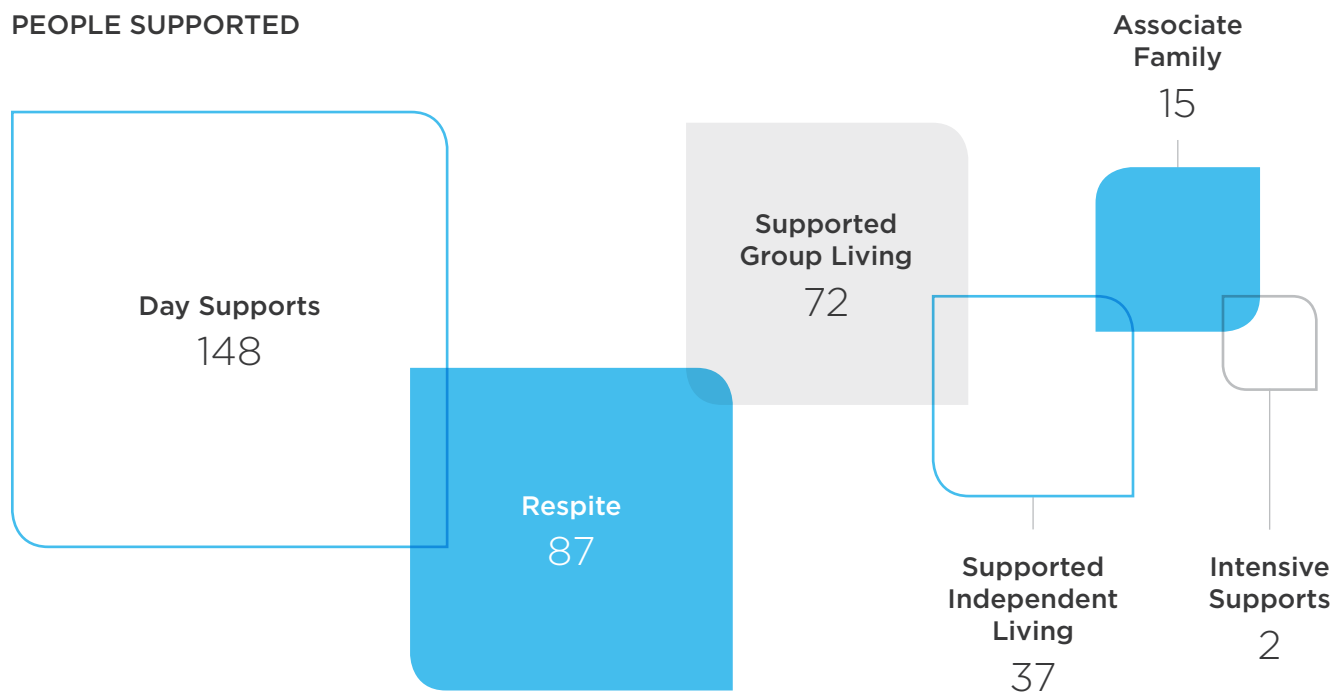 PEOPLE SUPPORTED
Day Supports
148
Respite
87
Supported
Group Living
72
Supported
Independent
Living
37
Associate
Family
15
Intensive
Supports
2